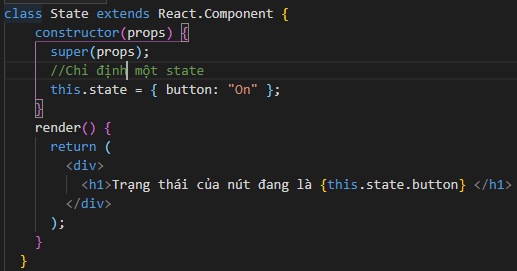 class State extends React.Component {
constructor(props) {
super(props);
//Chỉ định một state
this.state = { button: "On" };
}
render() {
return (
<div>
<h1>Trạng thái của nút đang là {this.state.button} </h1>
</div>
);
}
}